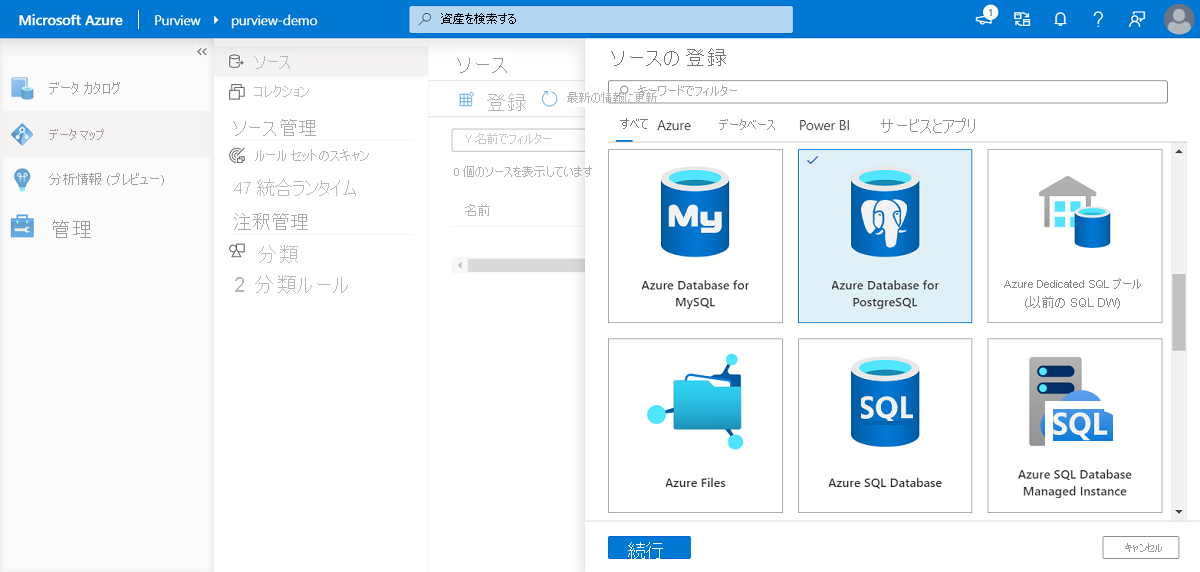 Microsoft Azure
Purview
purview-demo
資産を検索する
1
データ カタログ
データマップ
分析情報 (プレビュー)
管理
ソース
コレクション
ソース管理
ルール セットのスキャン
47 統合ランタイム
注釈管理
分類
2 分類ルール
ソース
登録
最新の情報に更新
Y 名前でフィルター
0 個のソースを表示しています
名前
ソースの 登録
キーワードでフィルター
すべて
Azure
データベース
Power BI
サービスとアプリ
My
Azure Database for
MySQL
Azure Database for
PostgreSQL
Azure Dedicated SQL プール
(以前の SQL DW)
Azure Files
SQL
Azure SQL Database
SQL
Azure SQL Database
Managed Instance
続行
キャンセル